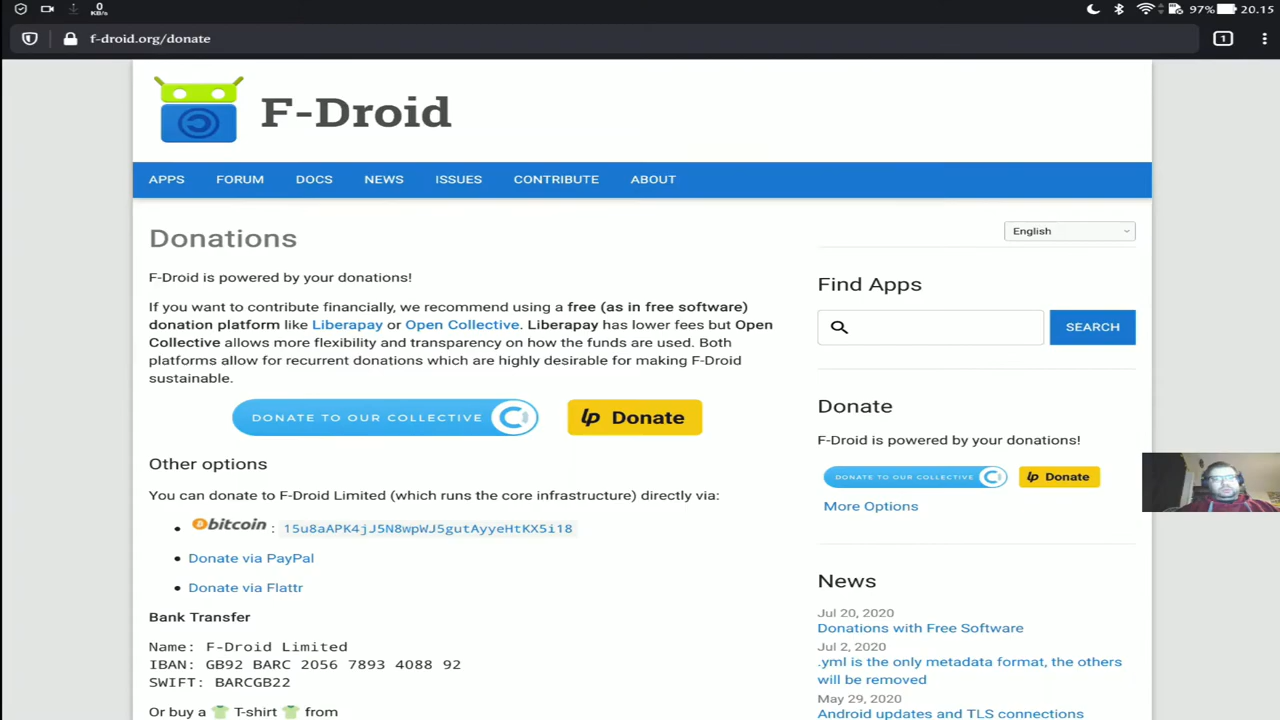 0
KB/s
97%
20.15
f-droid.org/donate
1
F-Droid
APPS FORUM DOCS NEWS ISSUES CONTRIBUTE ABOUT
Donations
F-Droid is powered by your donations!
If you want to contribute financially, we recommend using a free (as in free software)
donation platform like Liberapay or Open Collective. Liberapay has lower fees but Open
Collective allows more flexibility and transparency on how the funds are used. Both
platforms allow for recurrent donations which are highly desirable for making F-Droid
sustainable.
DONATE TO OUR COLLECTIVE
lp Donate
Other options
You can donate to F-Droid Limited (which runs the core infrastructure) directly via:
bitcoin : 15u8aAPK4jJ5N8wpWJ5gutAyyeHtKX5i18
Donate via PayPal
Donate via Flattr
Bank Transfer
Name: F-Droid Limited
IBAN: GB92 BARC 2056 7893 4088 92
SWIFT: BARCGB22
Or buy a T-shirt from
English
Find Apps
SEARCH
Donate
F-Droid is powered by your donations!
DONATE TO OUR COLLECTIVE
lp Donate
More Options
News
Jul 20, 2020
Donations with Free Software
Jul 2, 2020
.yml is the only metadata format, the others
will be removed
May 29, 2020
Android updates and TLS connections